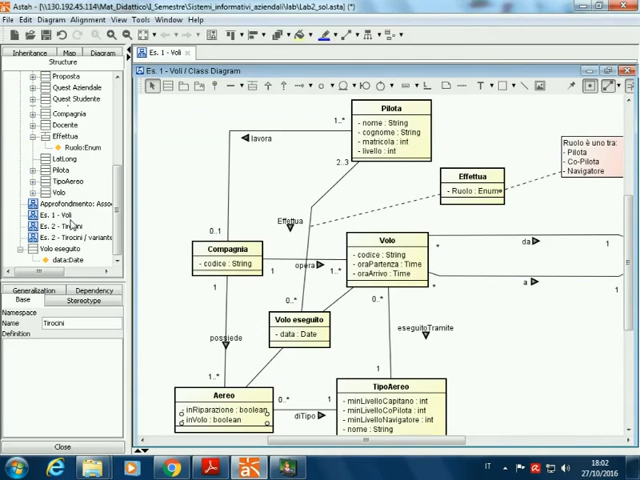 Astah - [\\130.192.45.114\Mat_Didattico\I_Semestre\Sistemi_informativi_aziendali\lab\Lab2_sol.asta] (*)
File Edit Diagram Alignment View Tools Window Help
Inheritance Map Diagram
Structure
Proposta
Quest Aziendale
Quest Studente
Compagnia
Docente
Effettua
Ruolo:Enum
LatLong
Pilota
TipoAereo
Volo
Approfondimento: Assoc
Es. 1 - Voli
Es. 2 - Tirocini
Es. 2 - Tirocini / variante
Volo eseguito
data:Date
Generalization Dependency
Base Stereotype
Namespace
Name Tirocini
Definition
Close
Es. 1 - Voli
Es. 1 - Voli / Class Diagram
Pilota
- nome : String
- cognome : String
- matricola : int
- livello : int
1..*
lavora
2..3
Ruolo è uno tra:
- Pilota
- Co-Pilota
- Navigatore
Effettua
- Ruolo : Enum
Effettua
0..1
Compagnia
- codice : String
opera
1..*
Volo
- codice : String
- oraPartenza : Time
- oraArrivo : Time
*
da
1
*
a
1
0..*
0..*
Volo eseguito
- data : Date
eseguitoTramite
possiede
1..*
1
Aereo
- inRiparazione : boolean
- inVolo : boolean
0..*
diTipo
1
TipoAereo
- minLivelloCapitano : int
- minLivelloCoPilota : int
- minLivelloNavigatore : int
- nome : String
IT
18:02
27/10/2016